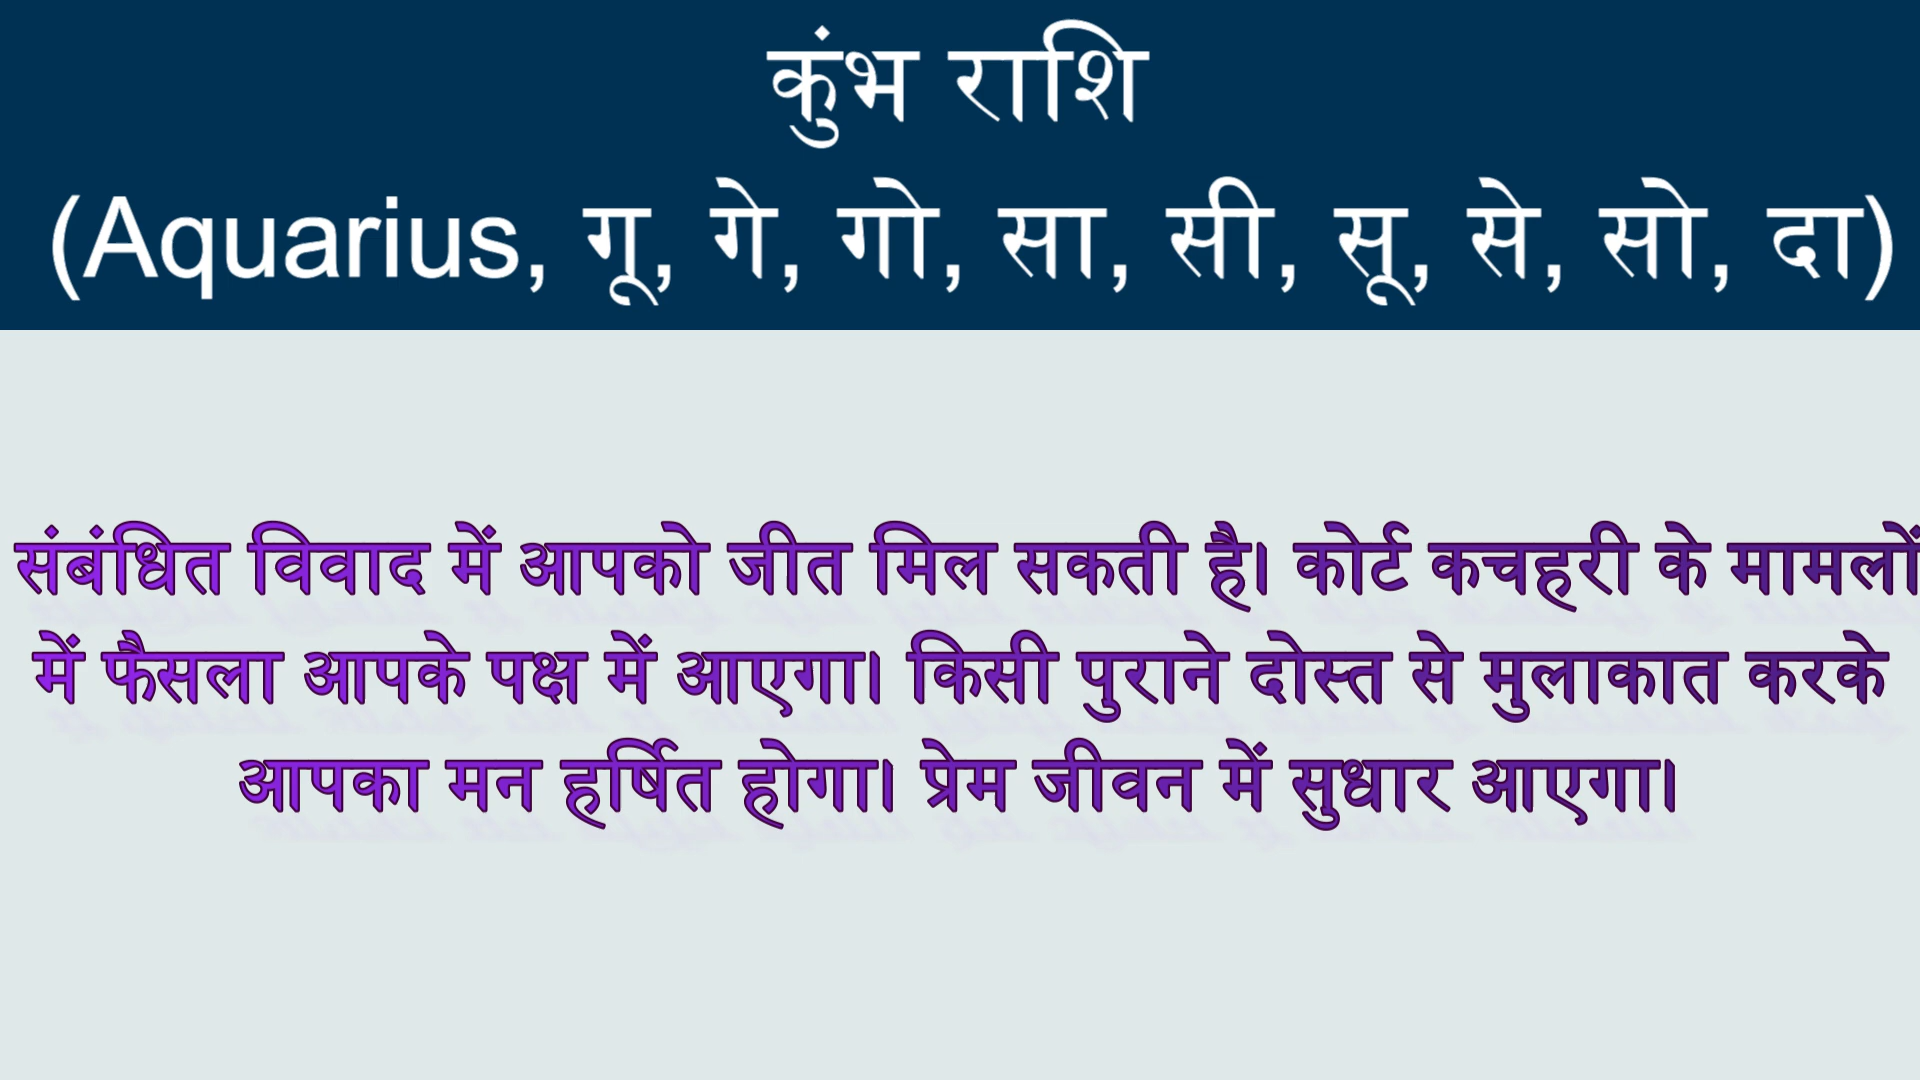 कुंभ राशि
(Aquarius, गू, गे, गो, सा, सी, सू, से, सो, दा)
संबंधित विवाद में आपको जीत मिल सकती है। कोर्ट कचहरी के मामलों
में फैसला आपके पक्ष में आएगा। किसी पुराने दोस्त से मुलाकात करके
आपका मन हर्षित होगा। प्रेम जीवन में सुधार आएगा।